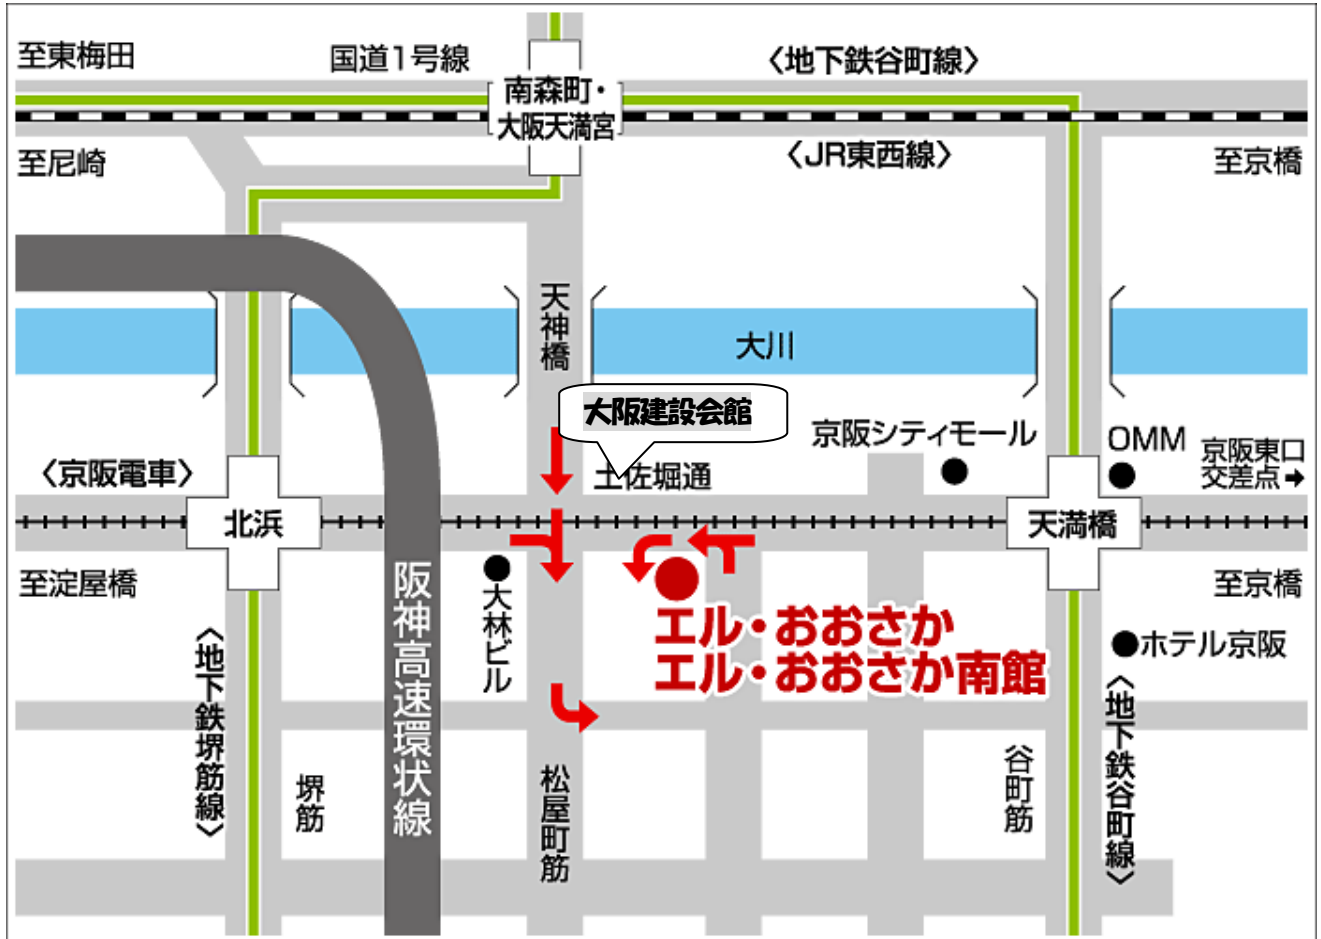 至東梅田
国道1号線
〈地下鉄谷町線〉
南森町・
大阪天満宮
至尼崎
〈JR東西線〉
至京橋
天神橋
大川
大阪建設会館
京阪シティモール
OMM
京阪東口
交差点➡
〈京阪電車〉
土佐堀通
北浜
天満橋
至淀屋橋
大林ビル
阪神高速環状線
至京橋
エル・おおさか
エル・おおさか南館
ホテル京阪
〈地下鉄堺筋線〉
堺筋
松屋町筋
谷町筋
〈地下鉄谷町線〉